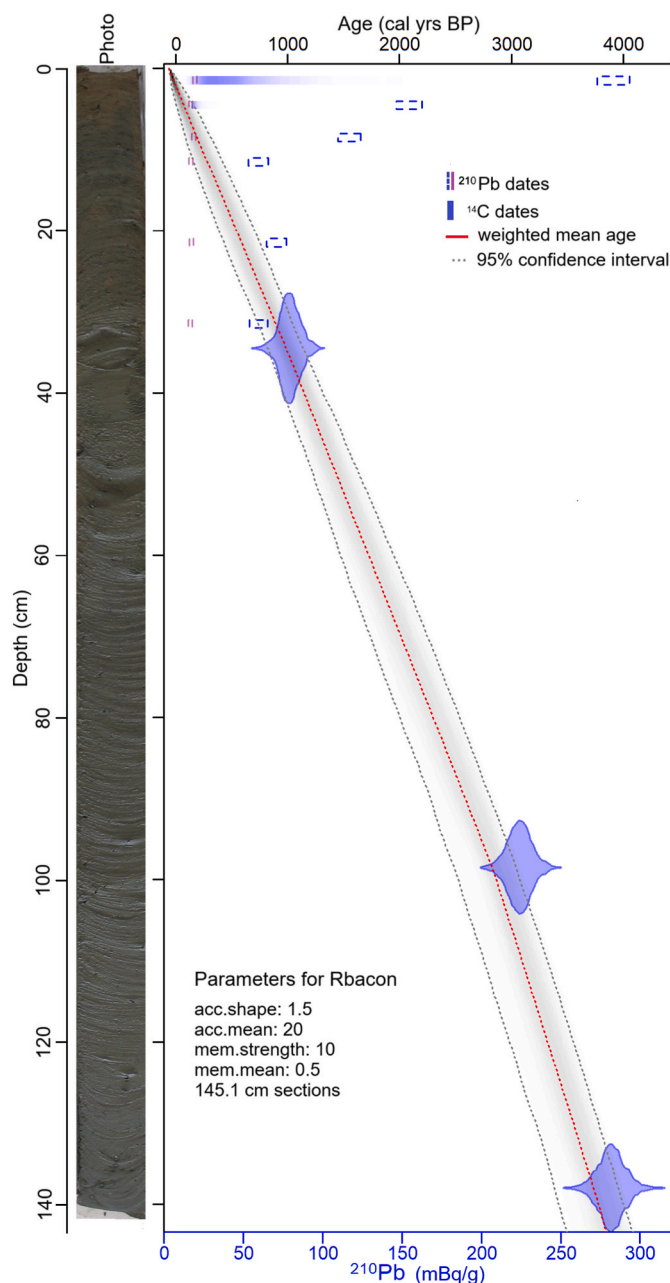 Photo
Age (cal yrs BP)
0 1000 2000 3000 4000
Depth (cm)
0
20
40
60
80
100
120
140
²¹⁰Pb dates
¹⁴C dates
weighted mean age
95% confidence interval
Parameters for Rbacon
acc.shape: 1.5
acc.mean: 20
mem.strength: 10
mem.mean: 0.5
145.1 cm sections
0 50 100 150 200 250 300
²¹⁰Pb (mBq/g)